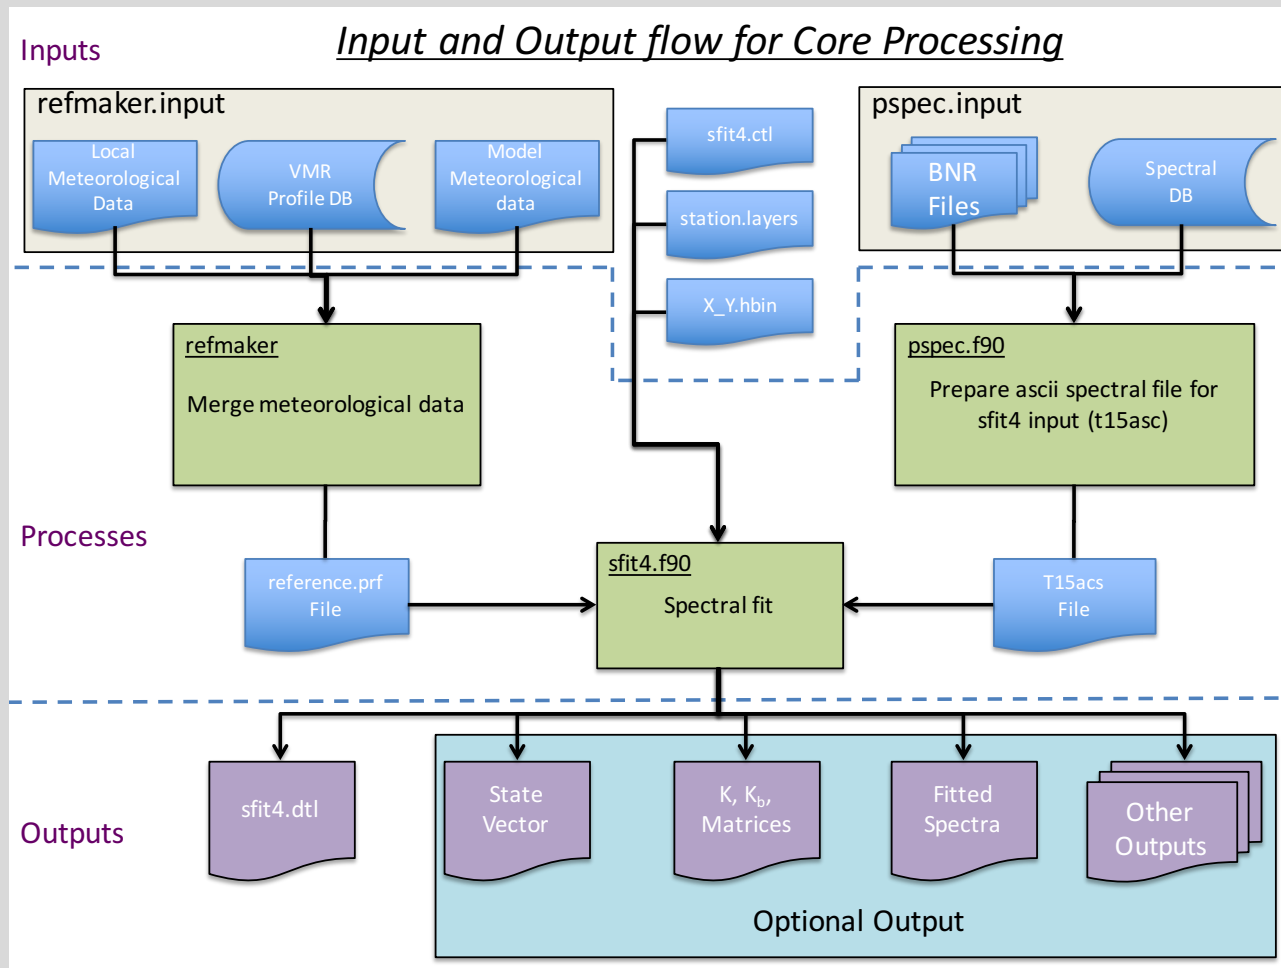 Inputs
Input and Output flow for Core Processing
refmaker.input
Local
Meteorological
Data
VMR
Profile DB
Model
Meteorological
data
sfit4.ctl
station.layers
X_Y.hbin
pspec.input
BNR
Files
Spectral
DB
refmaker
Merge meteorological data
pspec.f90
Prepare ascii spectral file for
sfit4 input (t15asc)
Processes
reference.prf
File
sfit4.f90
Spectral fit
T15acs
File
Outputs
sfit4.dtl
State
Vector
K, Kb,
Matrices
Fitted
Spectra
Other
Outputs
Optional Output